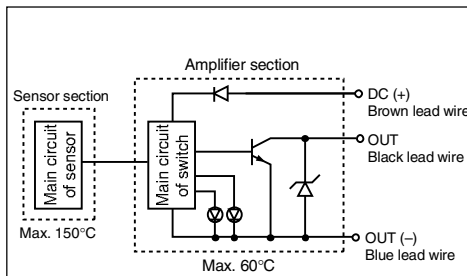 Amplifier section
Sensor section
DC (+)
Brown lead wire
Main circuit
of sensor
Main circuit
of switch
OUT
Black lead wire
Max. 150°C
OUT (–)
Blue lead wire
Max. 60°C